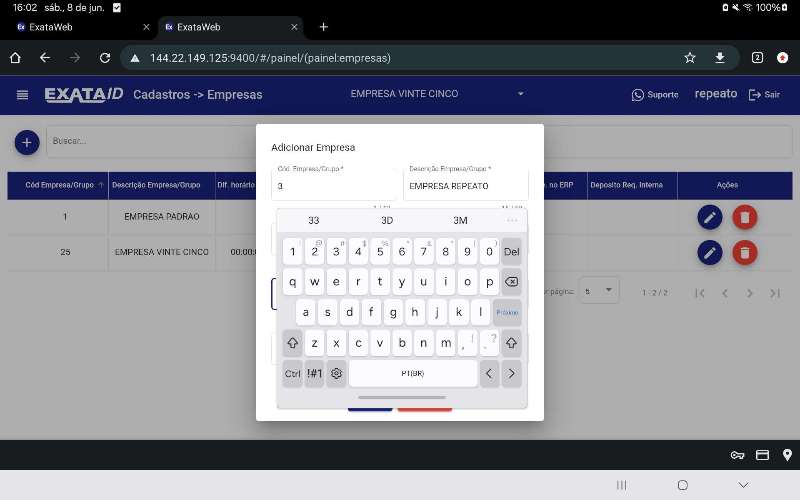 16:02 sáb., 8 de jun.
100%
Ex ExataWeb
Ex ExataWeb
144.22.149.125:9400/#/painel/(painel:empresas)
2
EXATA ID
Cadastros -> Empresas
EMPRESA VINTE CINCO
Suporte
repeato
Sair
Buscar...
Adicionar Empresa
Cód. Empresa/Grupo *
3
Descrição Empresa/Grupo *
EMPRESA REPEATO
Cód Empresa/Grupo
Descrição Empresa/Grupo
Dif. horário
no ERP
Deposito Req. Interna
Ações
1
EMPRESA PADRAO
25
EMPRESA VINTE CINCO
00:00:0
página:
5
1 - 2 / 2
33 3D 3M ...
1 2 3 4 5 6 7 8 9 0 Del
q w e r t y u i o p
a s d f g h j k l Próximo
z x c v b n m , ! . ?
Ctrl !#1 PT(BR) < >